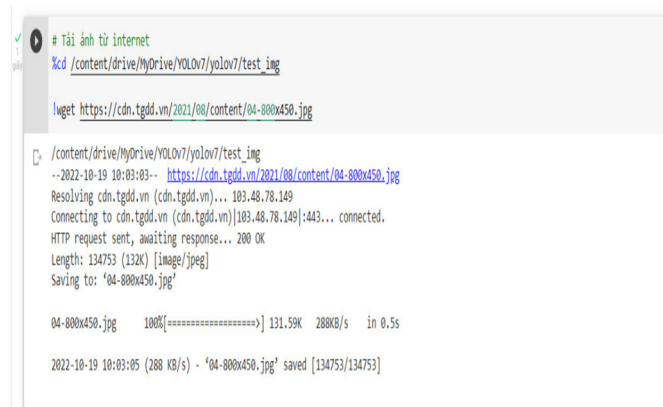 # Tải ảnh từ internet
%cd /content/drive/MyDrive/YOLOv7/yolov7/test_img
!wget https://cdn.tgdd.vn/2021/08/content/04-800x450.jpg
1
giây
/content/drive/MyDrive/YOLOv7/yolov7/test_img
--2022-10-19 10:03:03-- https://cdn.tgdd.vn/2021/08/content/04-800x450.jpg
Resolving cdn.tgdd.vn (cdn.tgdd.vn)... 103.48.78.149
Connecting to cdn.tgdd.vn (cdn.tgdd.vn)|103.48.78.149|:443... connected.
HTTP request sent, awaiting response... 200 OK
Length: 134753 (132K) [image/jpeg]
Saving to: ‘04-800x450.jpg’
04-800x450.jpg 100%[===================>] 131.59K 288KB/s in 0.5s
2022-10-19 10:03:05 (288 KB/s) - ‘04-800x450.jpg’ saved [134753/134753]